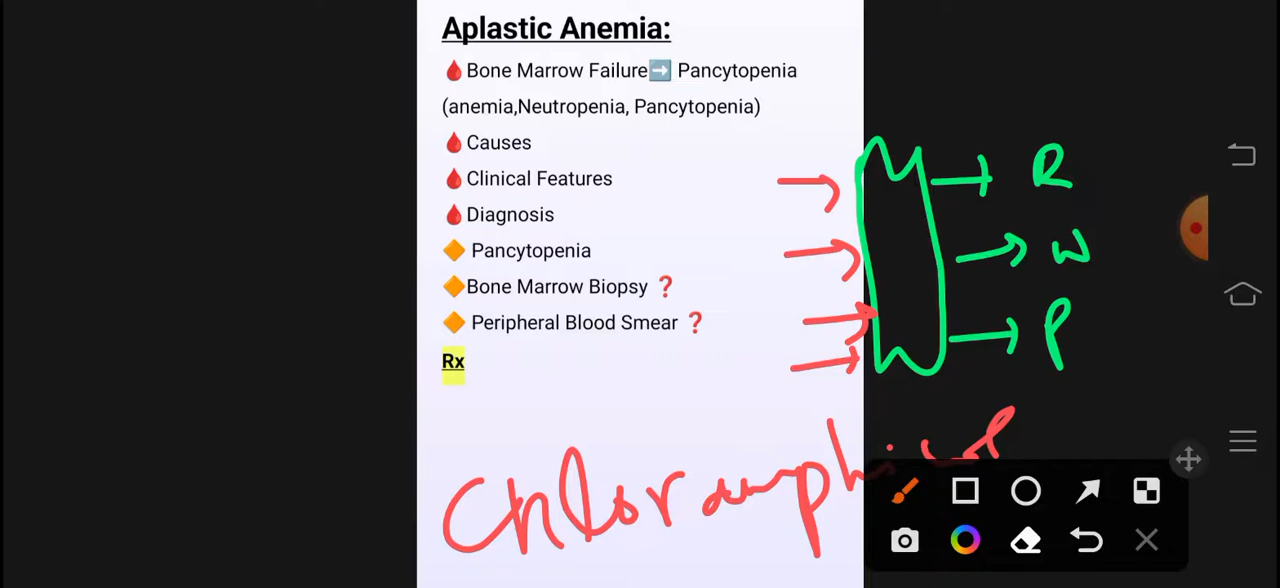 Aplastic Anemia:
🩸Bone Marrow Failure➡️ Pancytopenia
(anemia,Neutropenia, Pancytopenia)
🩸Causes
🩸Clinical Features
🩸Diagnosis
🔶 Pancytopenia
🔶Bone Marrow Biopsy ❓
🔶 Peripheral Blood Smear ❓
Rx
R
W
P